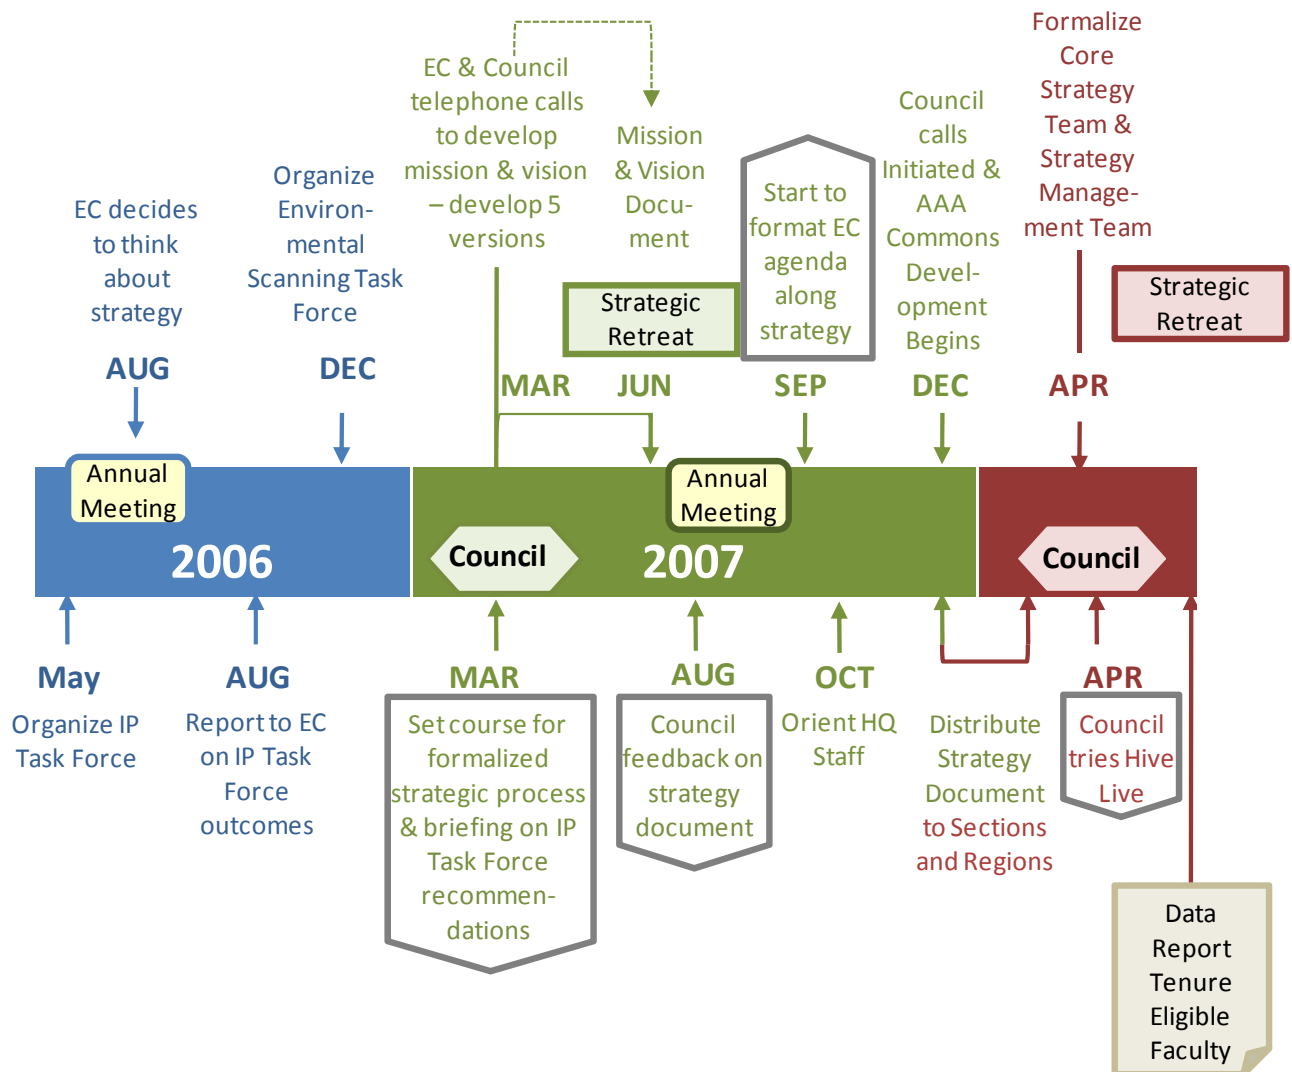 EC decides
to think
about
strategy
AUG
Organize
Environ-
mental
Scanning Task
Force
DEC
EC & Council
telephone calls
to develop
mission & vision
– develop 5
versions
MAR
Mission
& Vision
Docu-
ment
Strategic
Retreat
JUN
Start to
format EC
agenda
along
strategy
SEP
Council
calls
Initiated &
AAA
Commons
Devel-
opment
Begins
DEC
Formalize
Core
Strategy
Team &
Strategy
Manage-
ment Team
APR
Strategic
Retreat
Annual
Meeting
2006
Council
Annual
Meeting
2007
Council
May
Organize IP
Task Force
AUG
Report to EC
on IP Task
Force
outcomes
MAR
Set course for
formalized
strategic process
& briefing on IP
Task Force
recommen-
dations
AUG
Council
feedback on
strategy
document
OCT
Orient HQ
Staff
Distribute
Strategy
Document
to Sections
and Regions
APR
Council
tries Hive
Live
Data
Report
Tenure
Eligible
Faculty